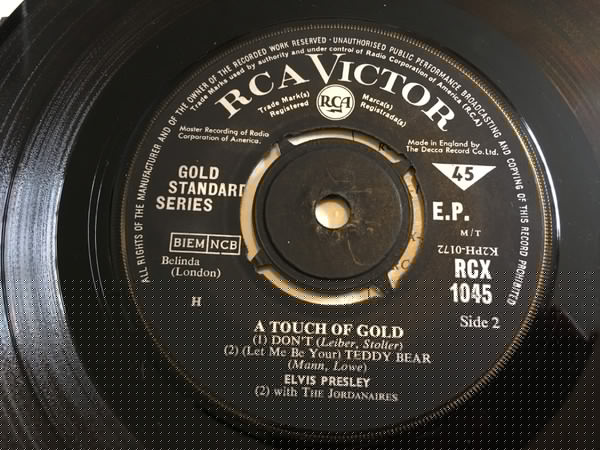 ALL RIGHTS OF THE MANUFACTURER AND OF THE OWNER OF THE RECORDED WORK RESERVED · UNAUTHORISED PUBLIC PERFORMANCE BROADCASTING AND COPYING OF THIS RECORD PROHIBITED
Trade Marks used by authority and under control of Radio Corporation of America (R.C.A)
RCA VICTOR
Trade Mark(s)
Registered
RCA
Marca(s)
Registrada(s)
Master Recording of Radio
Corporation of America.
Made in England by
The Decca Record Co. Ltd.
GOLD
STANDARD
SERIES
45
E.P.
M/T
K2PH-0172
BIEM NCB
Belinda
(London)
RCX
1045
H
Side 2
A TOUCH OF GOLD
(1) DON'T (Leiber, Stoller)
(2) (Let Me Be Your) TEDDY BEAR
(Mann, Lowe)
ELVIS PRESLEY
(2) with THE JORDANAIRES